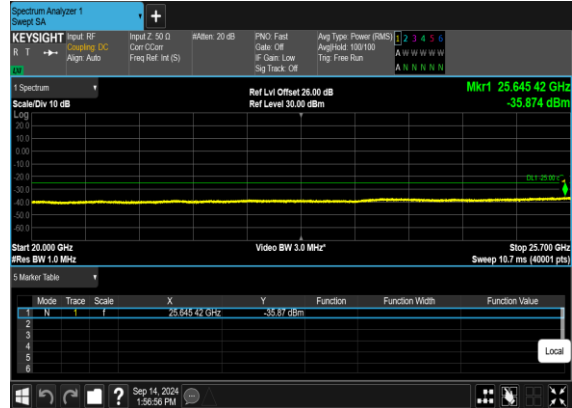 Spectrum Analyzer 1
Swept SA
KEYSIGHT Input: RF Input Z: 50 Ω #Atten: 20 dB PNO: Fast Avg Type: Power (RMS) 1 2 3 4 5 6
R T Coupling: DC Corr CCorr Gate: Off Avg|Hold: 100/100 A W W W W W
Align: Auto Freq Ref: Int (S) IF Gain: Low Trig: Free Run
LW Sig Track: Off A N N N N N
1 Spectrum Ref Lvl Offset 26.00 dB Mkr1 25.645 42 GHz
Scale/Div 10 dB Ref Level 30.00 dBm -35.874 dBm
Log
20.0
10.0
0.00
-10.0
-20.0
DL1 -25.00
-30.0
-40.0
-50.0
-60.0
Start 20.000 GHz Video BW 3.0 MHz* Stop 25.700 GHz
#Res BW 1.0 MHz Sweep 10.7 ms (40001 pts)
5 Marker Table
Mode Trace Scale X Y Function Function Width Function Value
1 N 1 f 25.645 42 GHz -35.87 dBm
2
3
4
5
6
Local
? Sep 14, 2024
1:56:56 PM